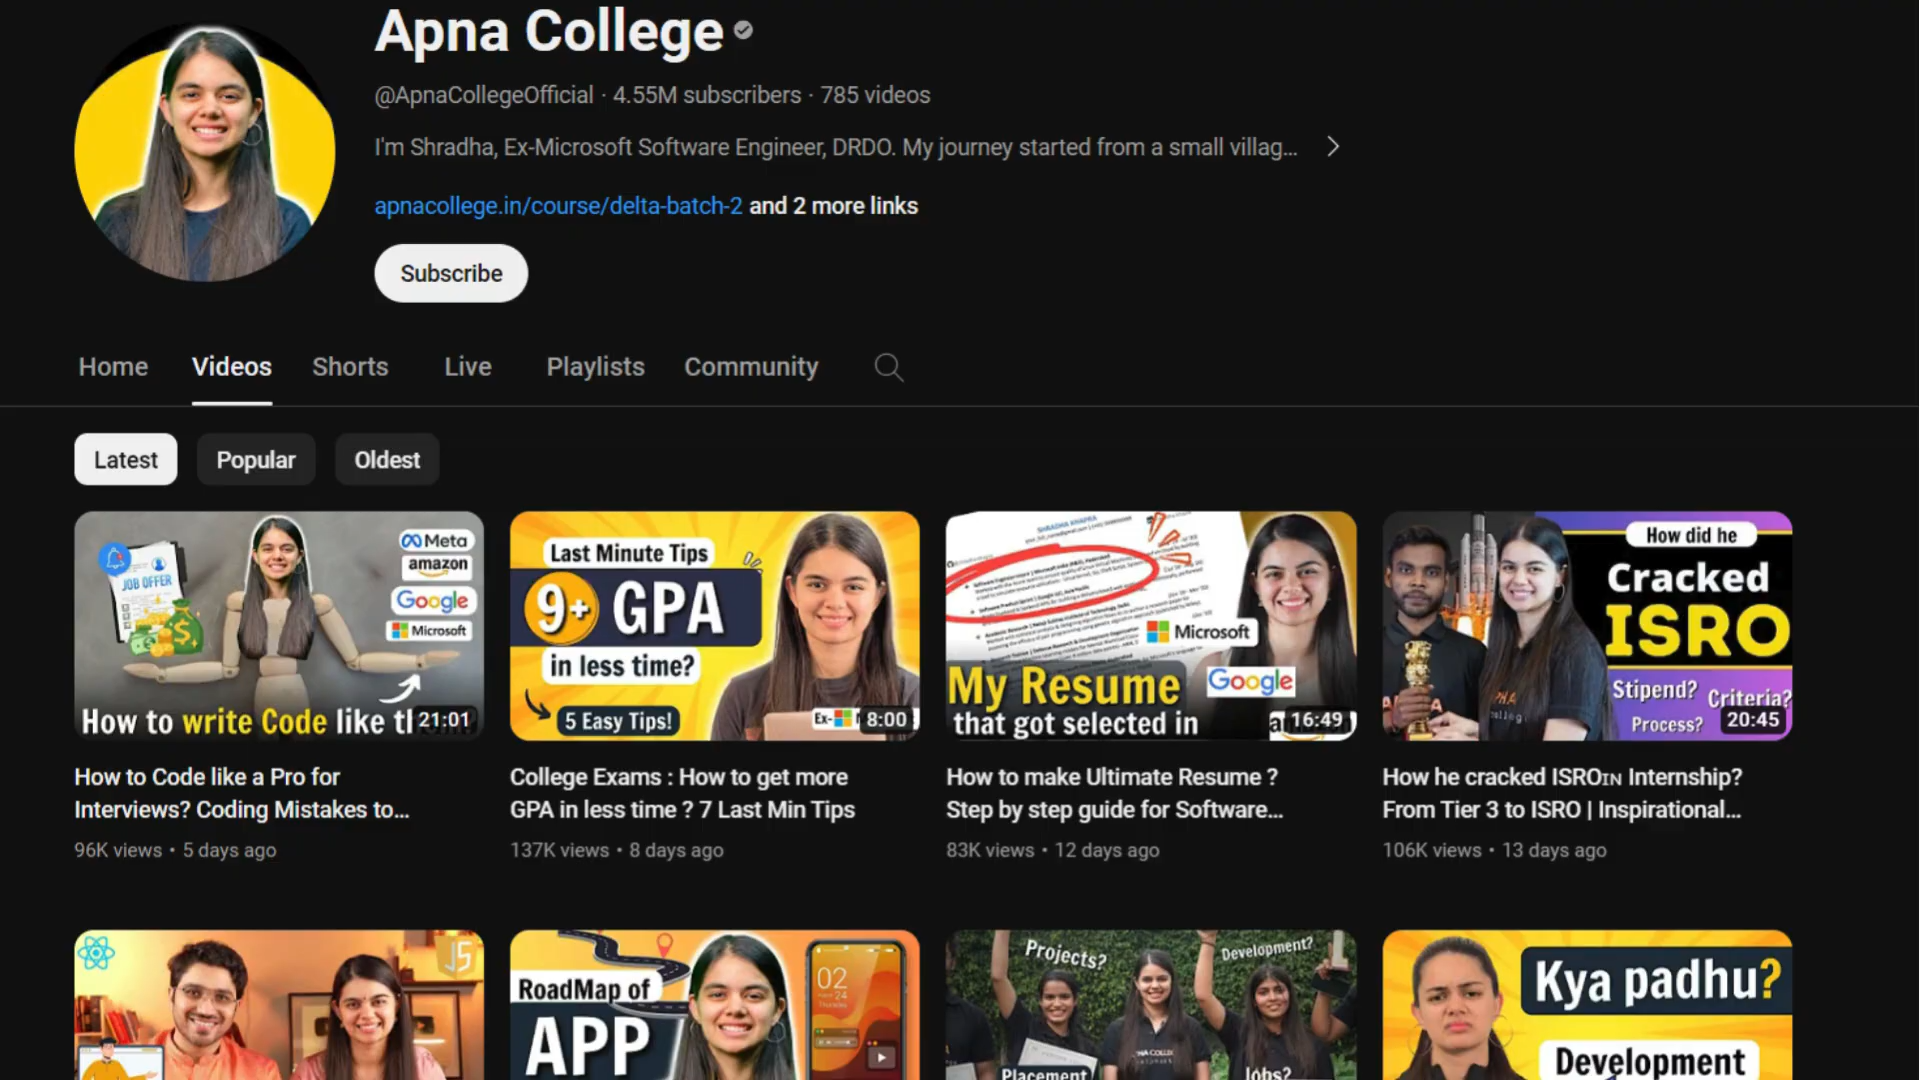 Apna College
@ApnaCollegeOfficial · 4.55M subscribers · 785 videos
I'm Shradha, Ex-Microsoft Software Engineer, DRDO. My journey started from a small villag...
apnacollege.in/course/delta-batch-2 and 2 more links
Subscribe
Home Videos Shorts Live Playlists Community
Latest Popular Oldest
JOB OFFER
Meta
amazon
Google
Microsoft
How to write Code like
21:01
Last Minute Tips
9+ GPA
in less time?
5 Easy Tips!
Ex-
8:00
SHRADHA KHAPRA
Microsoft
Google
My Resume
that got selected in
16:49
How did he
Cracked
ISRO
Stipend? Criteria?
Process?
20:45
How to Code like a Pro for
Interviews? Coding Mistakes to...
96K views • 5 days ago
College Exams : How to get more
GPA in less time ? 7 Last Min Tips
137K views • 8 days ago
How to make Ultimate Resume ?
Step by step guide for Software...
83K views • 12 days ago
How he cracked ISROɪɴ Internship?
From Tier 3 to ISRO | Inspirational...
106K views • 13 days ago
JS
RoadMap of
APP
02
Projects?
Development?
Placement
Jobs?
Kya padhu?
Development